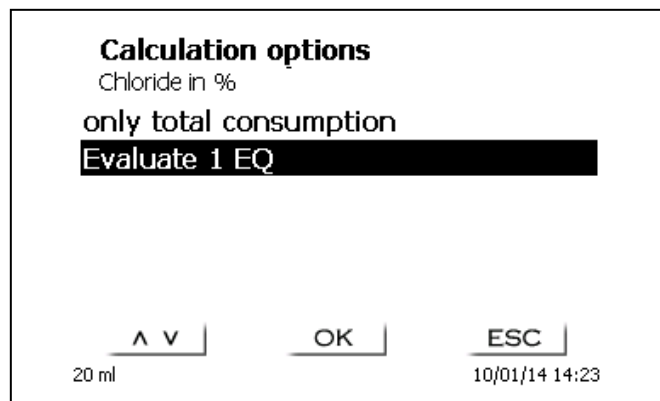 Calculation options
Chloride in %
only total consumption
Evaluate 1 EQ
∧ ∨ OK ESC
20 ml 10/01/14 14:23